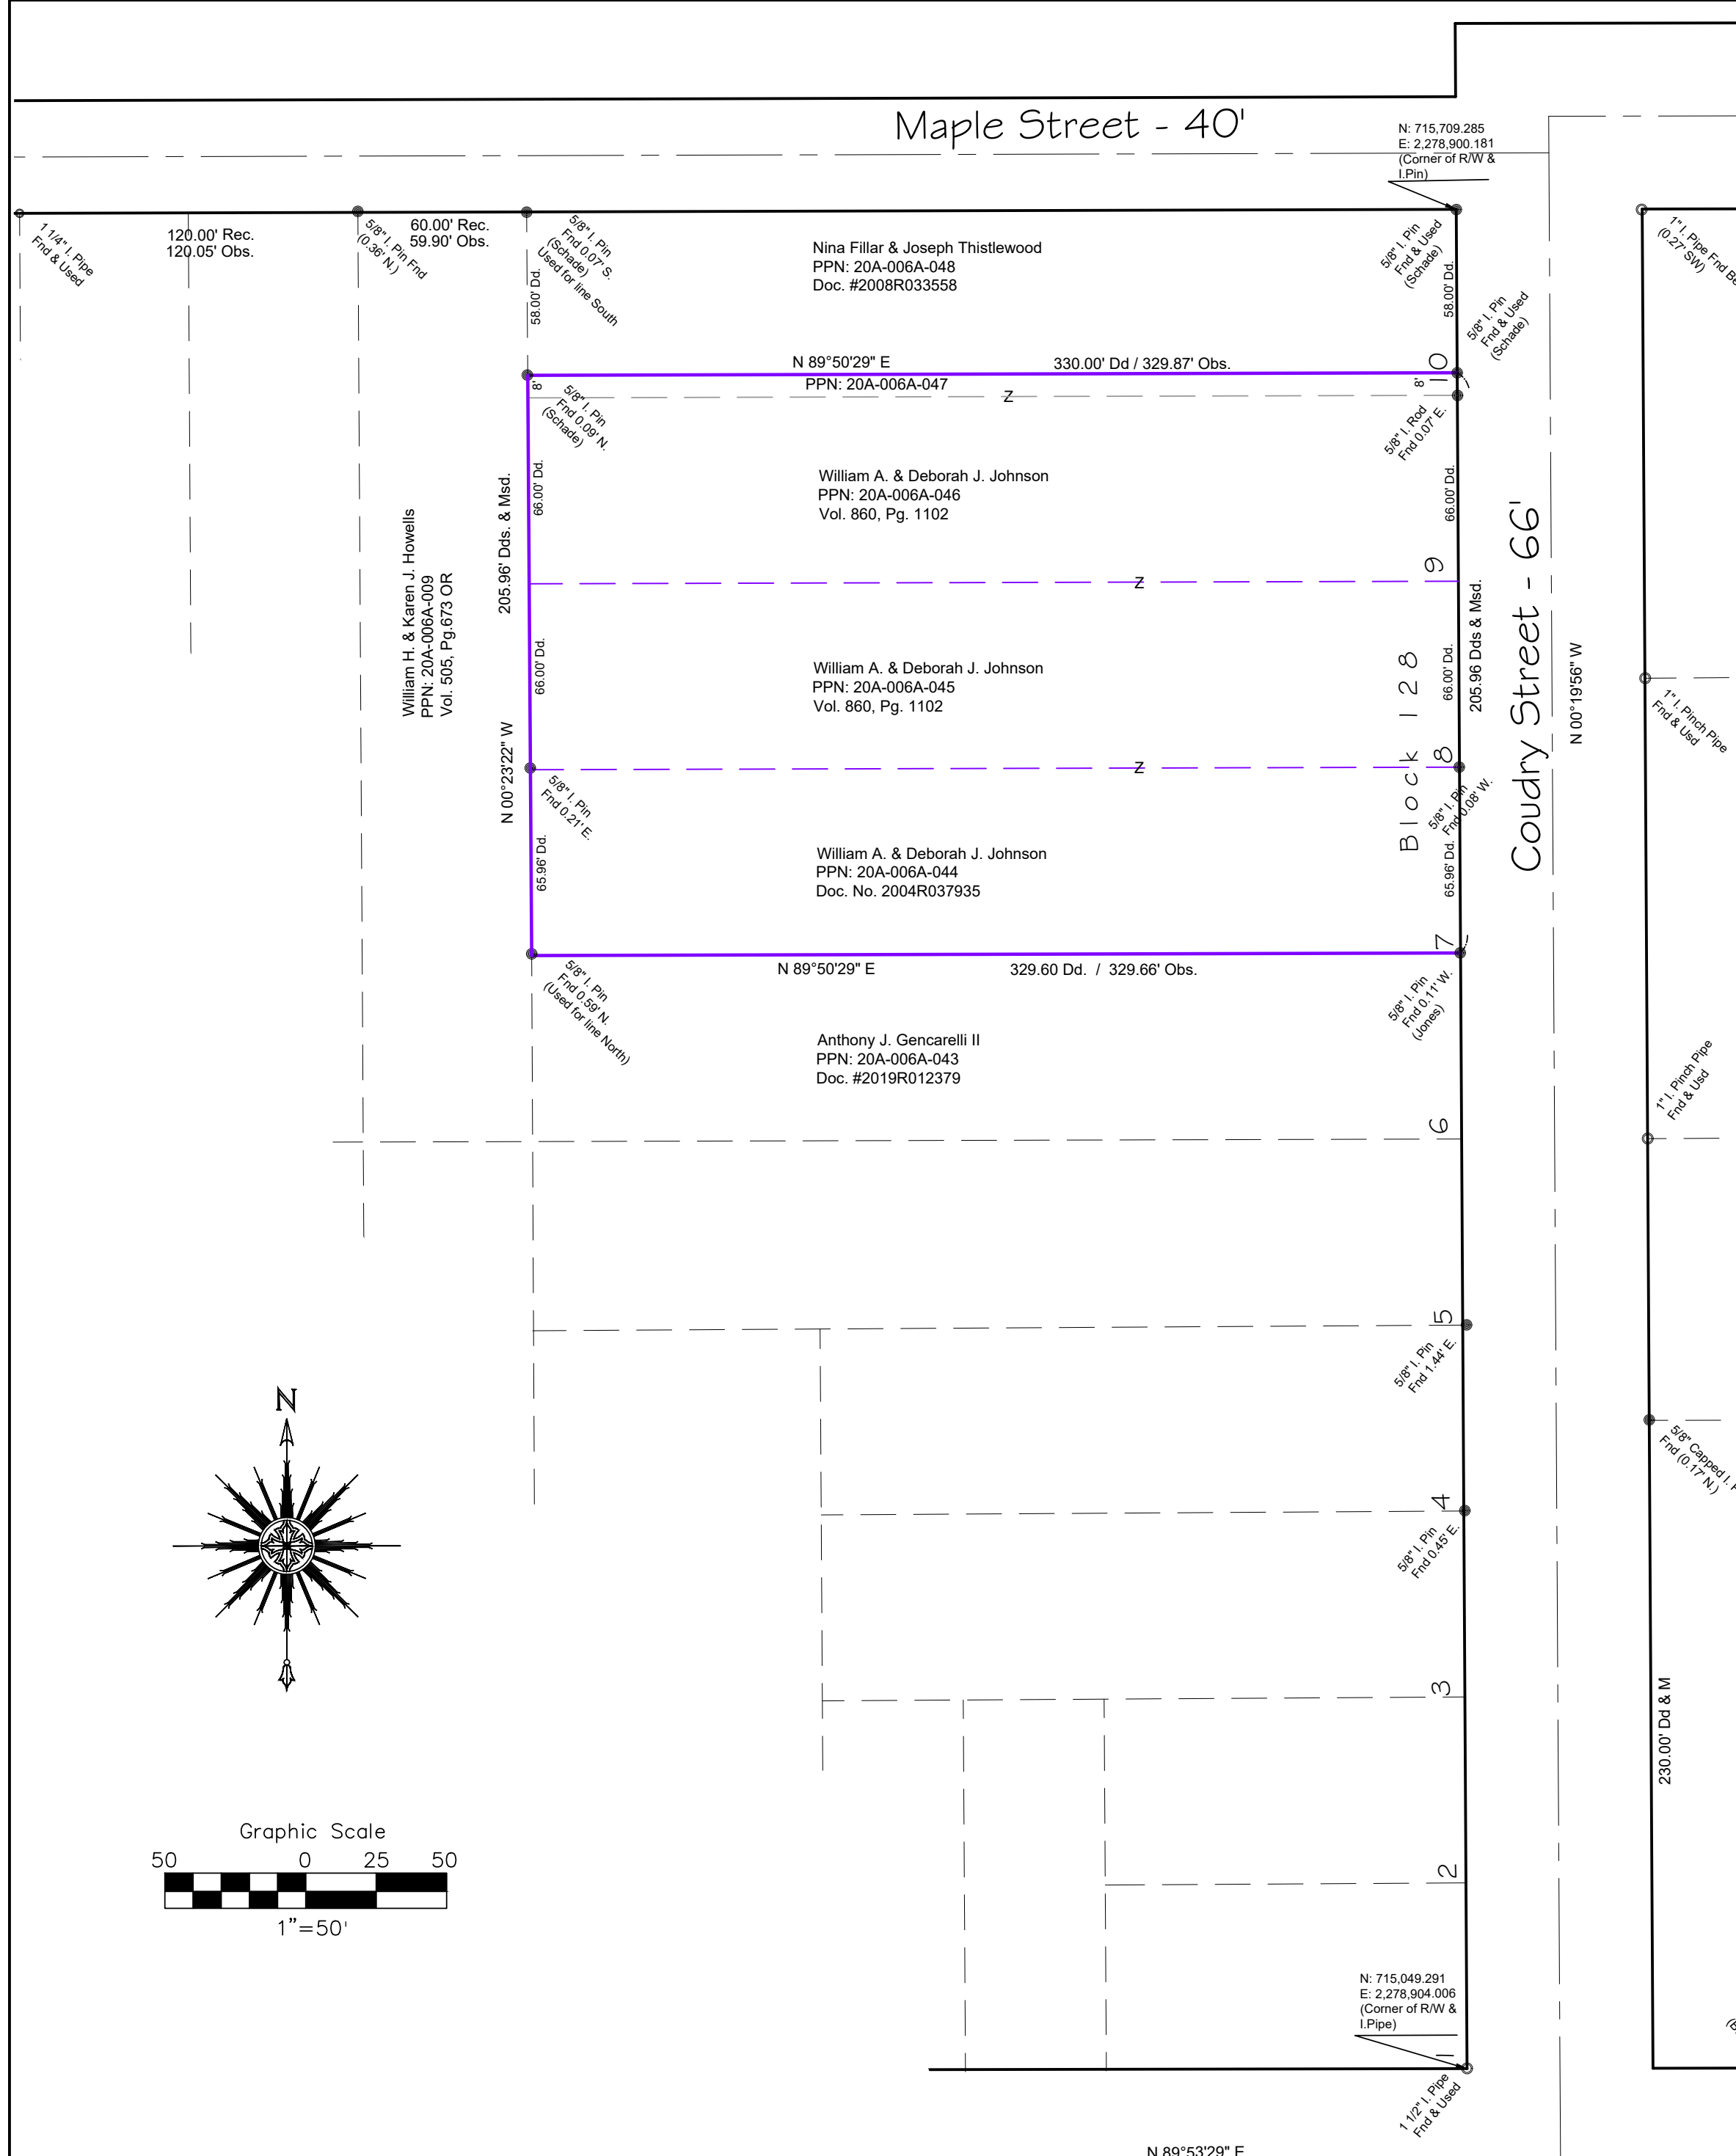 Maple Street - 40'
N: 715,709.285
E: 2,278,900.181
(Corner of R/W &
I.Pin)
1 1/4" I. Pipe
Fnd & Used
120.00' Rec.
120.05' Obs.
5/8" I. Pin Fnd
(0.36' N.)
60.00' Rec.
59.90' Obs.
5/8" I. Pin
Fnd 0.07' S.
(Schade)
Used for line South
58.00' Dd.
Nina Fillar & Joseph Thistlewood
PPN: 20A-006A-048
Doc. #2008R033558
5/8" I. Pin
Fnd & Used
(Schade)
58.00' Dd.
5/8" I. Pin
Fnd & Used
(Schade)
1" I. Pipe Fnd
(0.27' SW)
N 89°50'29" E
330.00' Dd / 329.87' Obs.
10
8'
PPN: 20A-006A-047
8'
Z
5/8" I. Pin
Fnd 0.09' N.
(Schade)
5/8" I. Rod
Fnd 0.07' E.
William H. & Karen J. Howells
PPN: 20A-006A-009
Vol. 505, Pg.673 OR
205.96' Dds. & Msd.
N 00°23'22" W
66.00' Dd.
William A. & Deborah J. Johnson
PPN: 20A-006A-046
Vol. 860, Pg. 1102
66.00' Dd.
9
Z
66.00' Dd.
William A. & Deborah J. Johnson
PPN: 20A-006A-045
Vol. 860, Pg. 1102
Block 128
66.00' Dd.
205.96 Dds & Msd.
Coudry Street - 66'
N 00°19'56" W
1" I. Pinch Pipe
Fnd & Usd
8
Z
5/8" I. Pin
Fnd 0.21' E.
5/8" I. Pin
Fnd 0.08' W.
65.96' Dd.
William A. & Deborah J. Johnson
PPN: 20A-006A-044
Doc. No. 2004R037935
65.96' Dd.
7
N 89°50'29" E
329.60 Dd. / 329.66' Obs.
5/8" I. Pin
Fnd 0.59' N.
(Used for line North)
5/8" I. Pin
Fnd 0.11' W.
(Jones)
Anthony J. Gencarelli II
PPN: 20A-006A-043
Doc. #2019R012379
1" I. Pinch Pipe
Fnd & Usd
6
5
5/8" I. Pin
Fnd 1.44' E.
N
5/8" Capped I.
Fnd (0.17' N.)
4
5/8" I. Pin
Fnd 0.45' E.
3
230.00' Dd & M
Graphic Scale
50 0 25 50
1"=50'
2
N: 715,049.291
E: 2,278,904.006
(Corner of R/W &
I.Pipe)
1
1 1/2" I. Pipe
Fnd & Used
N 89°53'29" E